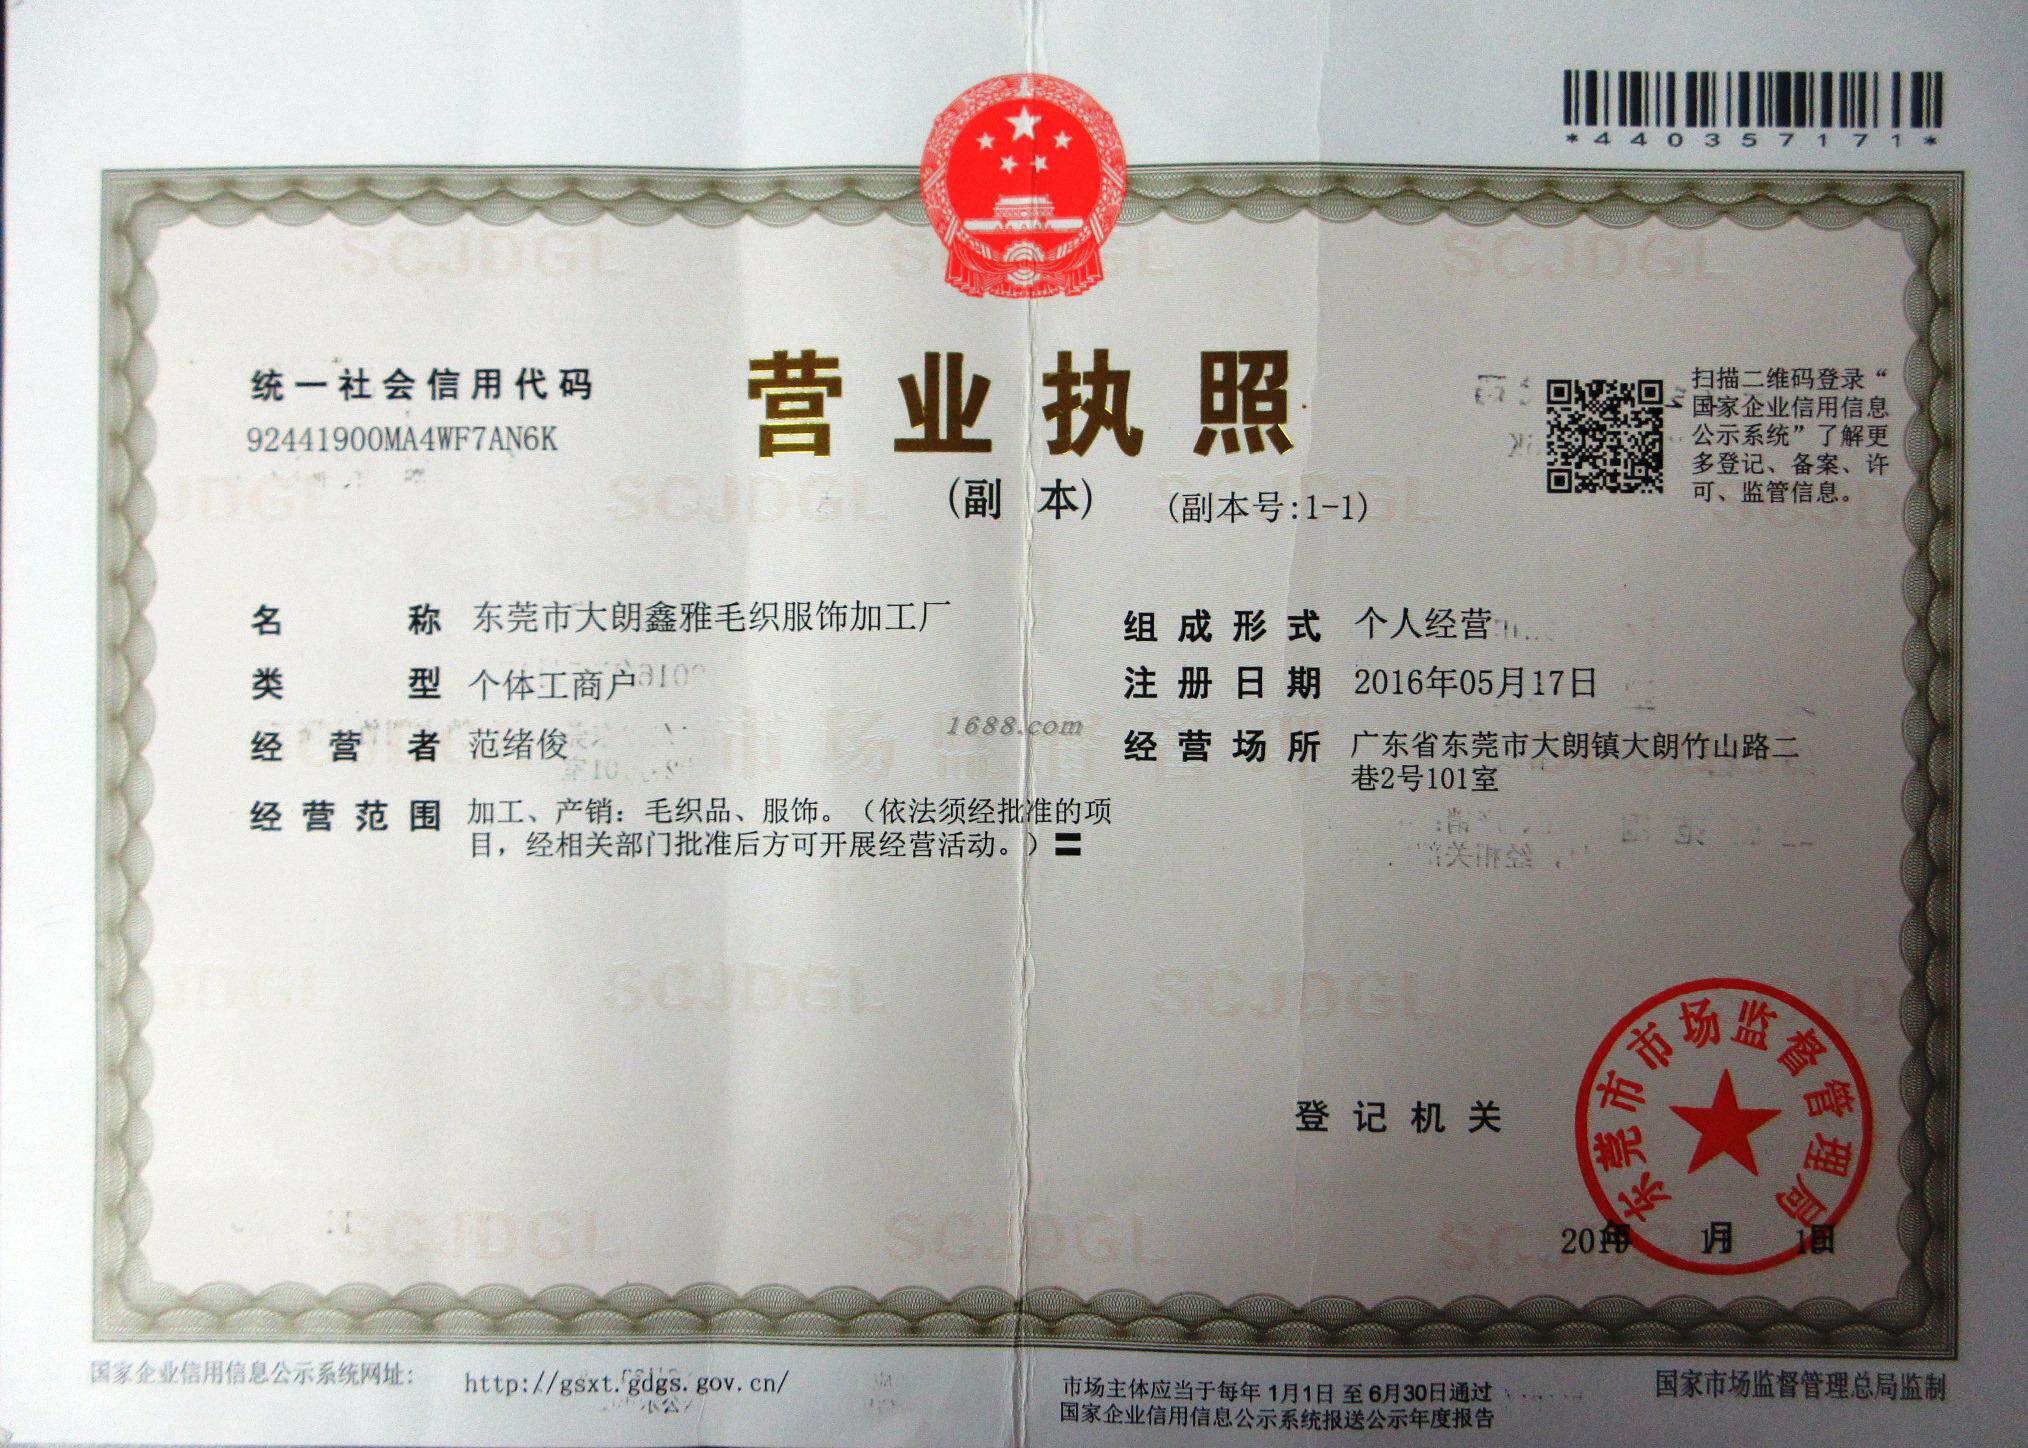 *440357171*
营业执照
(副 本) (副本号:1-1)
统一社会信用代码
92441900MA4WF7AN6K
扫描二维码登录“
国家企业信用信息
公示系统”了解更
多登记、备案、许
可、监管信息。
名 称 东莞市大朗鑫雅毛织服饰加工厂
类 型 个体工商户
经 营 者 范绪俊
经 营 范 围 加工、产销：毛织品、服饰。（依法须经批准的项
目，经相关部门批准后方可开展经营活动。）〓
组 成 形 式 个人经营
注 册 日 期 2016年05月17日
经 营 场 所 广东省东莞市大朗镇大朗竹山路二
巷2号101室
1688.com
SCJDGL
登 记 机 关
东莞市市场监督管理局
年 月 日
国家企业信用信息公示系统网址： http://gsxt.gdgs.gov.cn/
市场主体应当于每年1月1日 至6月30日通过
国家企业信用信息公示系统报送公示年度报告
国家市场监督管理总局监制